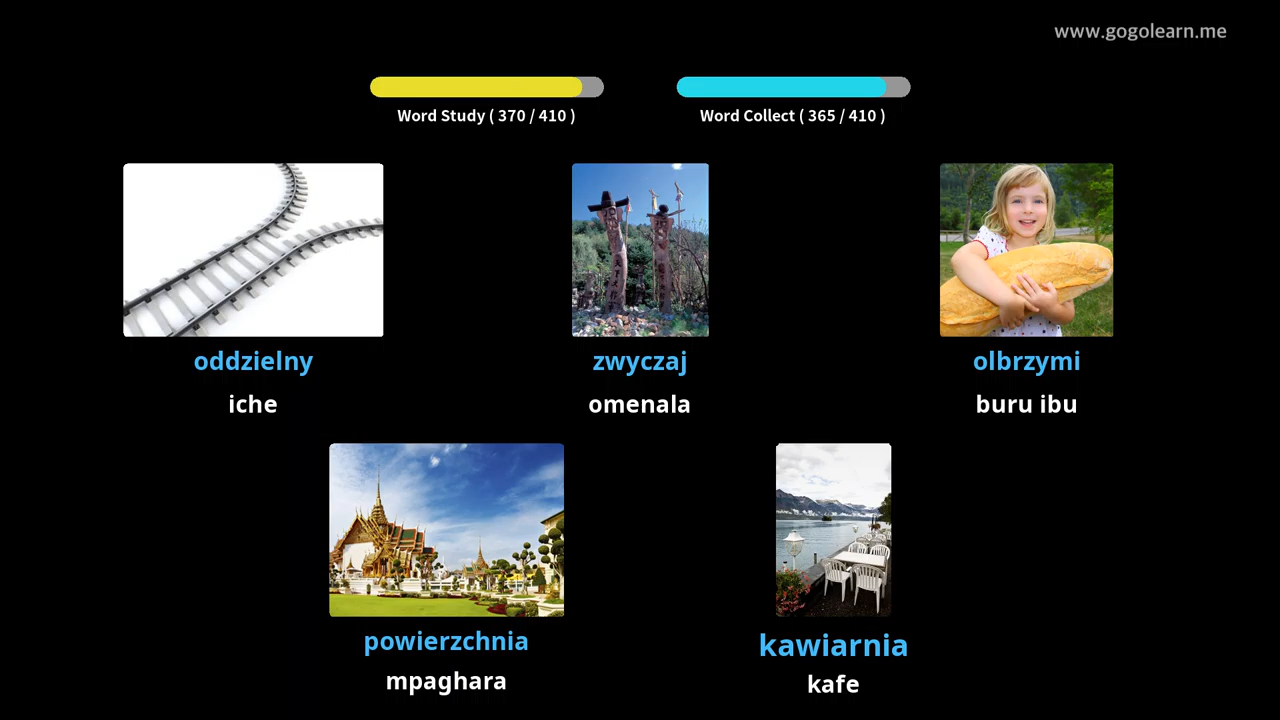 www.gogolearn.me
Word Study ( 370 / 410 )
Word Collect ( 365 / 410 )
oddzielny
iche
zwyczaj
omenala
olbrzymi
buru ibu
powierzchnia
mpaghara
kawiarnia
kafe